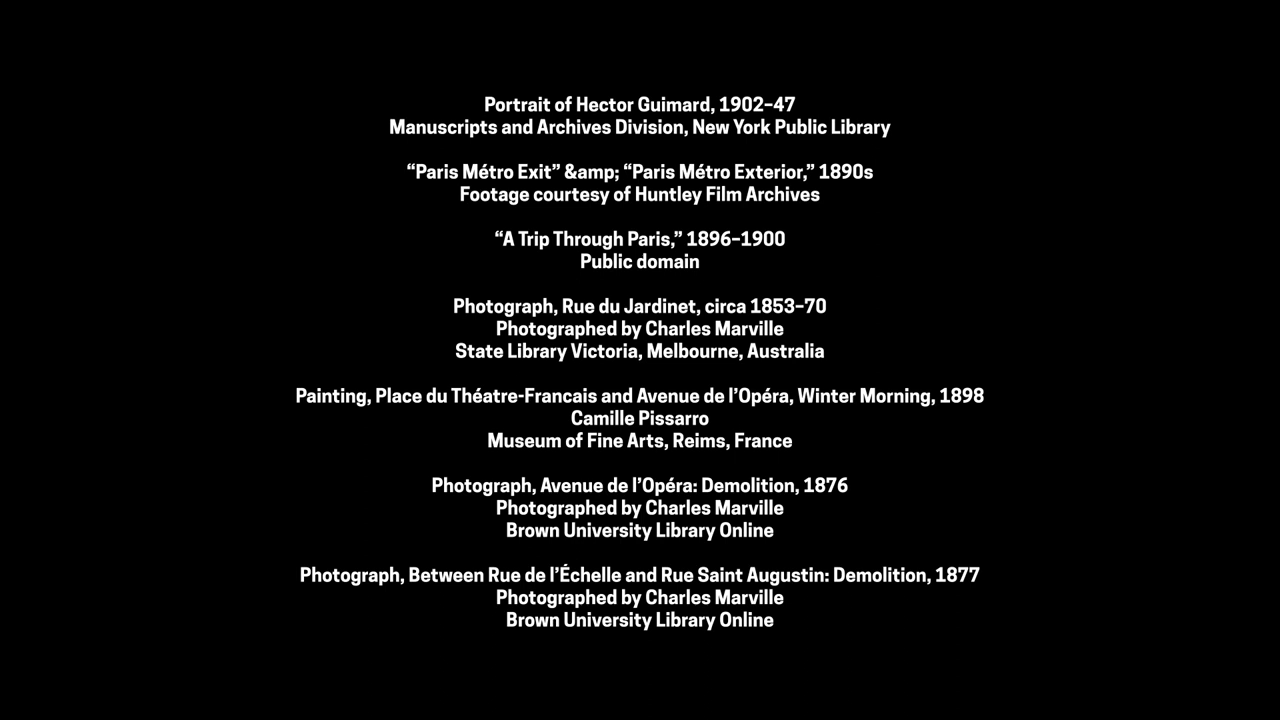 Portrait of Hector Guimard, 1902–47
Manuscripts and Archives Division, New York Public Library
“Paris Métro Exit” &amp; “Paris Métro Exterior,” 1890s
Footage courtesy of Huntley Film Archives
“A Trip Through Paris,” 1896–1900
Public domain
Photograph, Rue du Jardinet, circa 1853–70
Photographed by Charles Marville
State Library Victoria, Melbourne, Australia
Painting, Place du Théatre-Francais and Avenue de l’Opéra, Winter Morning, 1898
Camille Pissarro
Museum of Fine Arts, Reims, France
Photograph, Avenue de l’Opéra: Demolition, 1876
Photographed by Charles Marville
Brown University Library Online
Photograph, Between Rue de l’Échelle and Rue Saint Augustin: Demolition, 1877
Photographed by Charles Marville
Brown University Library Online